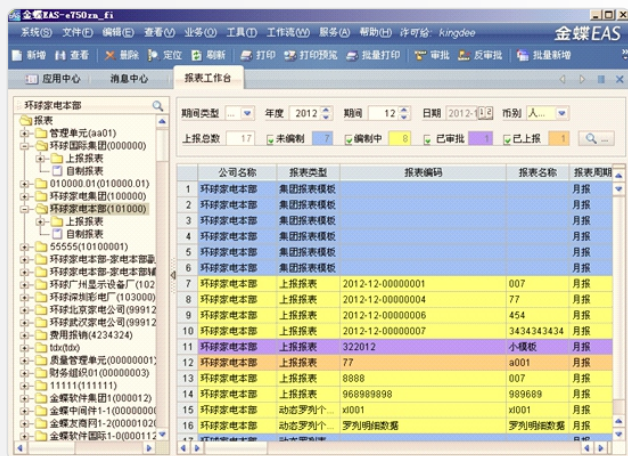 金蝶EAS-e750zm_fi
系统(S) 文件(F) 编辑(E) 查看(V) 业务(O) 工具(T) 工作流(W) 服务(A) 帮助(H) 许可给: kingdee 金蝶 EAS
新增 查看 删除 定位 刷新 打印 打印预览 批量打印 审批 反审批 批量新增
应用中心 消息中心 报表工作台
环球家电本部
报表
管理单元(aa01)
环球国际集团(000000)
上报报表
自制报表
010000.01(010000.01)
环球家电集团(100000)
环球家电本部(101000)
上报报表
自制报表
55555(10100001)
环球家电本部-家电本部
环球家电本部-家电本部
环球广州显示设备厂(102
环球深圳彩电厂(103000)
环球北京家电公司(99912
环球武汉家电公司(99912
费用报销(4234324)
tdx(tdx)
质量管理单元(00000001)
财务组织01(00000003)
11111(111111)
金蝶软件集团1(000012)
金蝶中间件1-1(00000000
金蝶友商网1-2(00001020
金蝶软件国际1-0(000112
期间类型 ... 年度 2012 期间 12 日期 2012-1 币别 人...
上报总数 17 未编制 7 编制中 8 已审批 1 已上报 1
公司名称 报表类型 报表编码 报表名称 报表周期
1 环球家电本部 集团报表模板 月报
2 环球家电本部 集团报表模板 月报
3 环球家电本部 集团报表模板 月报
4 环球家电本部 集团报表模板 月报
5 环球家电本部 集团报表模板 月报
6 环球家电本部 集团报表模板 月报
7 环球家电本部 上报报表 2012-12-00000001 007 月报
8 环球家电本部 上报报表 2012-12-00000004 77 月报
9 环球家电本部 上报报表 2012-12-00000006 454 月报
10 环球家电本部 上报报表 2012-12-00000007 3434343434 月报
11 环球家电本部 上报报表 322012 小模板 月报
12 环球家电本部 上报报表 77 a001 月报
13 环球家电本部 上报报表 8888 007 月报
14 环球家电本部 上报报表 968989898 989689 月报
15 环球家电本部 动态罗列个... xl001 xl001 月报
16 环球家电本部 动态罗列个... 罗列明细数据 罗列明细数据 月报